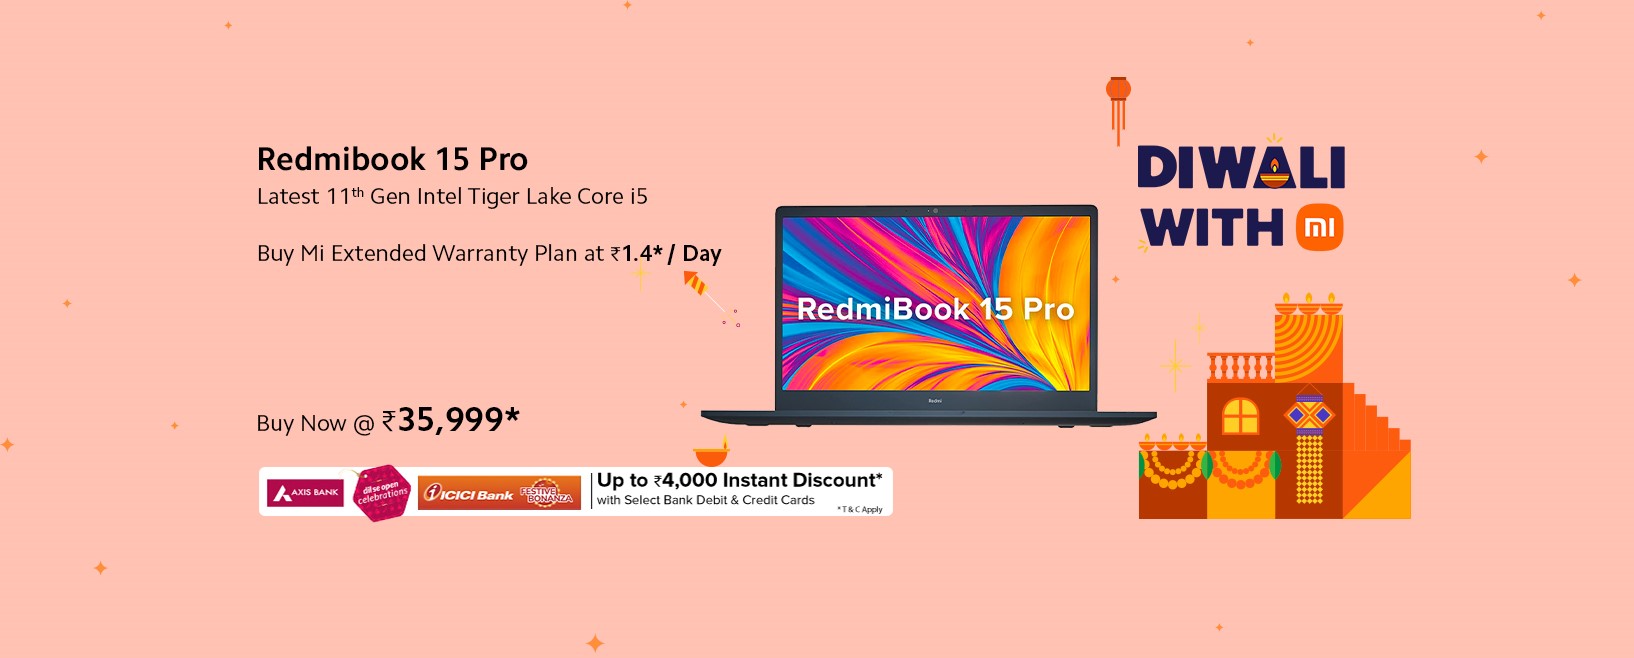 Redmibook 15 Pro
Latest 11th Gen Intel Tiger Lake Core i5
Buy Mi Extended Warranty Plan at ₹1.4* / Day
Buy Now @ ₹35,999*
AXIS BANK
dil se open
celebrations
ICICI Bank
FESTIVE
BONANZA
Up to ₹4,000 Instant Discount*
with Select Bank Debit & Credit Cards
*T & C Apply
RedmiBook 15 Pro
Redmi
DIWALI
WITH mi